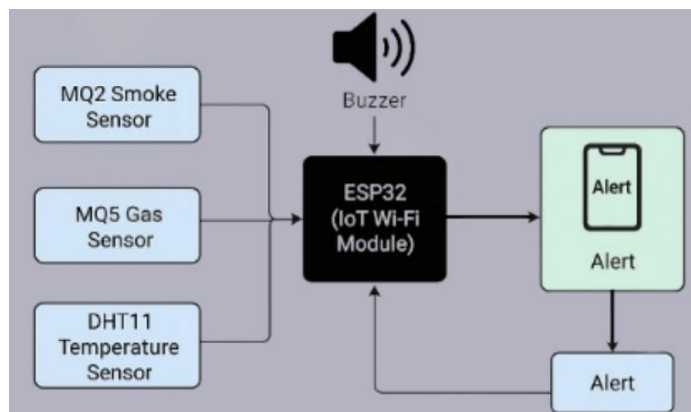 MQ2 Smoke
Sensor
Buzzer
MQ5 Gas
Sensor
ESP32
(IoT Wi-Fi
Module)
Alert
Alert
DHT11
Temperature
Sensor
Alert